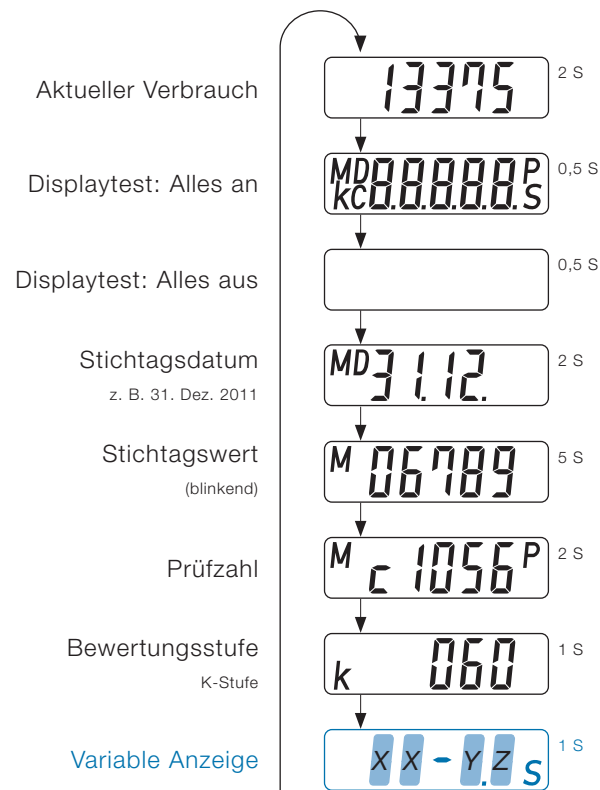 Aktueller Verbrauch
13375
2 S
Displaytest: Alles an
MD
kC
8.8.8.8.8.
P
S
0,5 S
Displaytest: Alles aus
0,5 S
Stichtagsdatum
z. B. 31. Dez. 2011
MD 31.12.
2 S
Stichtagswert
(blinkend)
M 06789
5 S
Prüfzahl
M c 1056 P
2 S
Bewertungsstufe
K-Stufe
k 060
1 S
Variable Anzeige
X X - Y.Z S
1 S